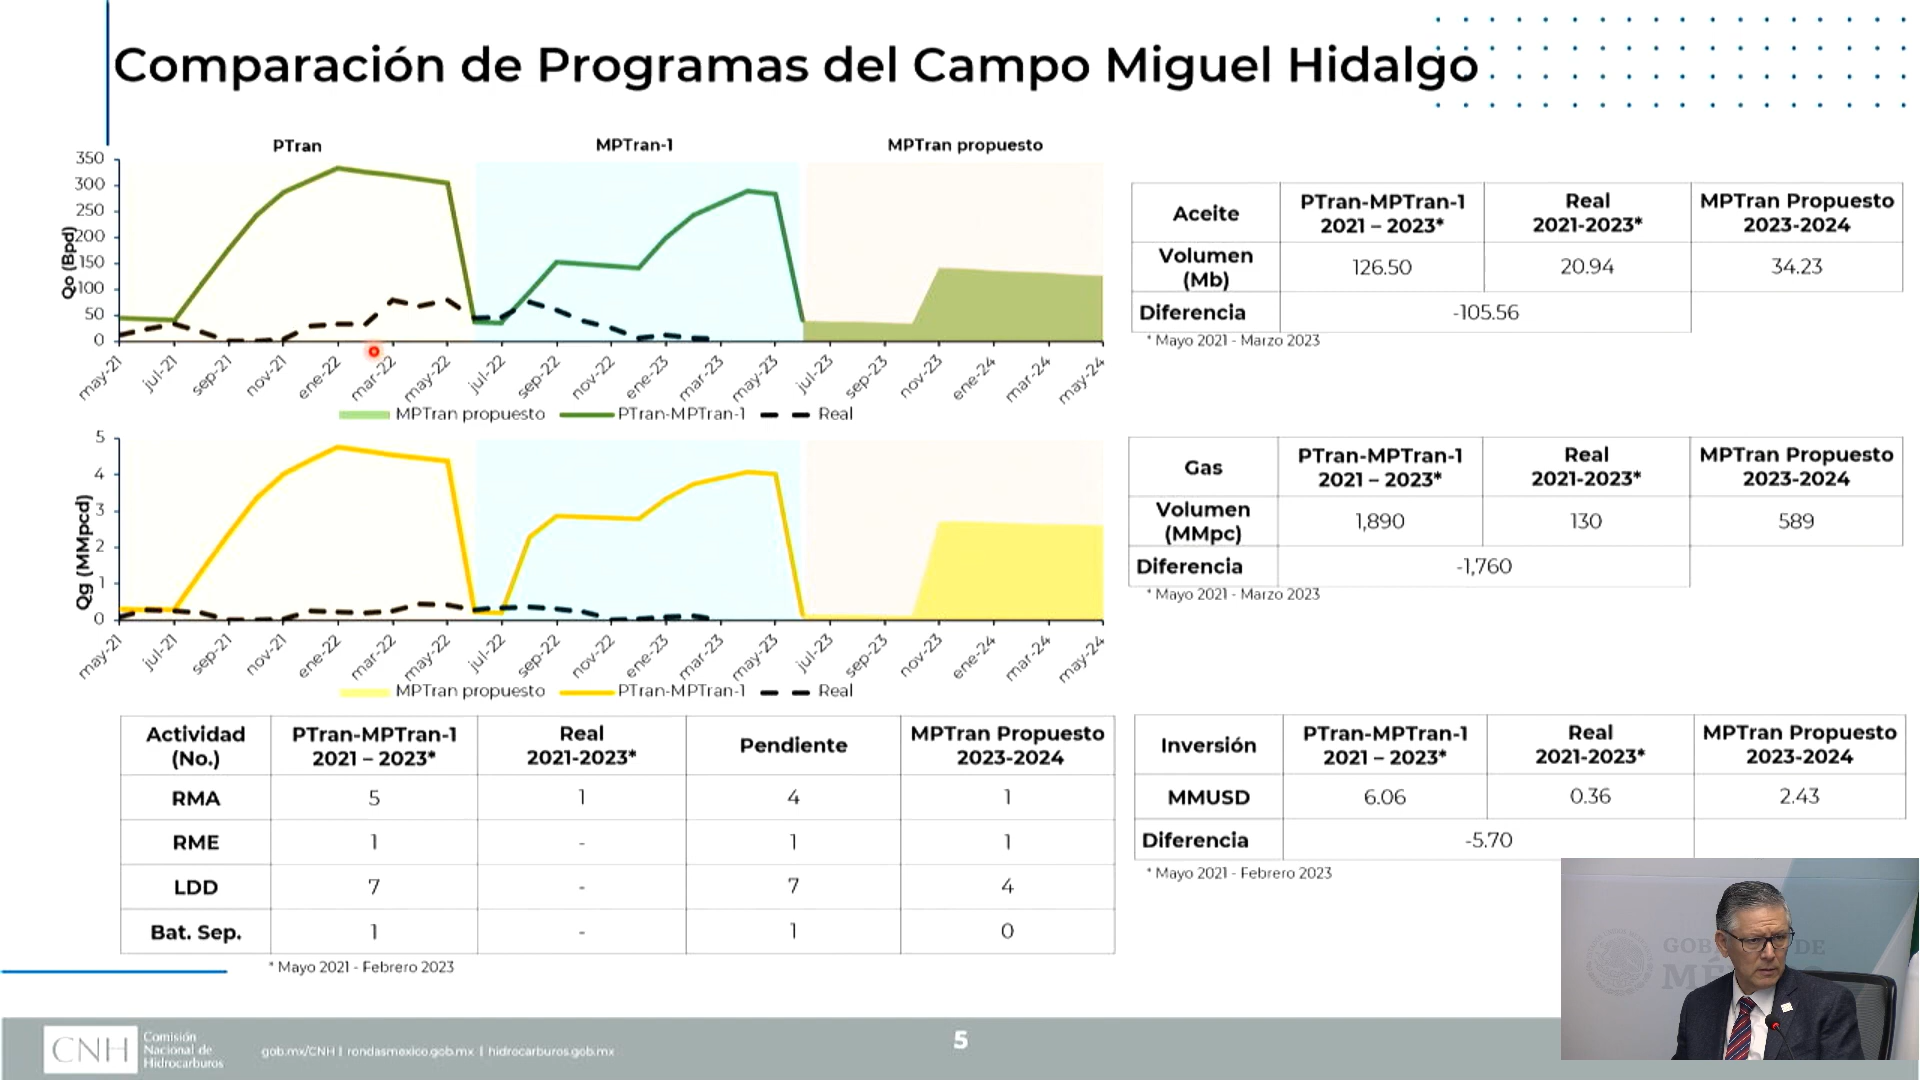 Comparación de Programas del Campo Miguel Hidalgo
PTran
MPTran-1
MPTran propuesto
Qo (Bpd)
350
300
250
200
150
100
50
0
may-21
jul-21
sep-21
nov-21
ene-22
mar-22
may-22
jul-22
sep-22
nov-22
ene-23
mar-23
may-23
jul-23
sep-23
nov-23
ene-24
mar-24
may-24
MPTran propuesto
PTran-MPTran-1
Real
Aceite
PTran-MPTran-1
2021 – 2023*
Real
2021-2023*
MPTran Propuesto
2023-2024
Volumen
(Mb)
126.50
20.94
34.23
Diferencia
-105.56
* Mayo 2021 - Marzo 2023
Qg (MMpcd)
5
4
3
2
1
0
may-21
jul-21
sep-21
nov-21
ene-22
mar-22
may-22
jul-22
sep-22
nov-22
ene-23
mar-23
may-23
jul-23
sep-23
nov-23
ene-24
mar-24
may-24
MPTran propuesto
PTran-MPTran-1
Real
Gas
PTran-MPTran-1
2021 – 2023*
Real
2021-2023*
MPTran Propuesto
2023-2024
Volumen
(MMpc)
1,890
130
589
Diferencia
-1,760
* Mayo 2021 - Marzo 2023
Actividad
(No.)
PTran-MPTran-1
2021 – 2023*
Real
2021-2023*
Pendiente
MPTran Propuesto
2023-2024
RMA
5
1
4
1
RME
1
-
1
1
LDD
7
-
7
4
Bat. Sep.
1
-
1
0
* Mayo 2021 - Febrero 2023
Inversión
PTran-MPTran-1
2021 – 2023*
Real
2021-2023*
MPTran Propuesto
2023-2024
MMUSD
6.06
0.36
2.43
Diferencia
-5.70
* Mayo 2021 - Febrero 2023
CNH
Comisión
Nacional de
Hidrocarburos
gob.mx/CNH | rondasmexico.gob.mx | hidrocarburos.gob.mx
5